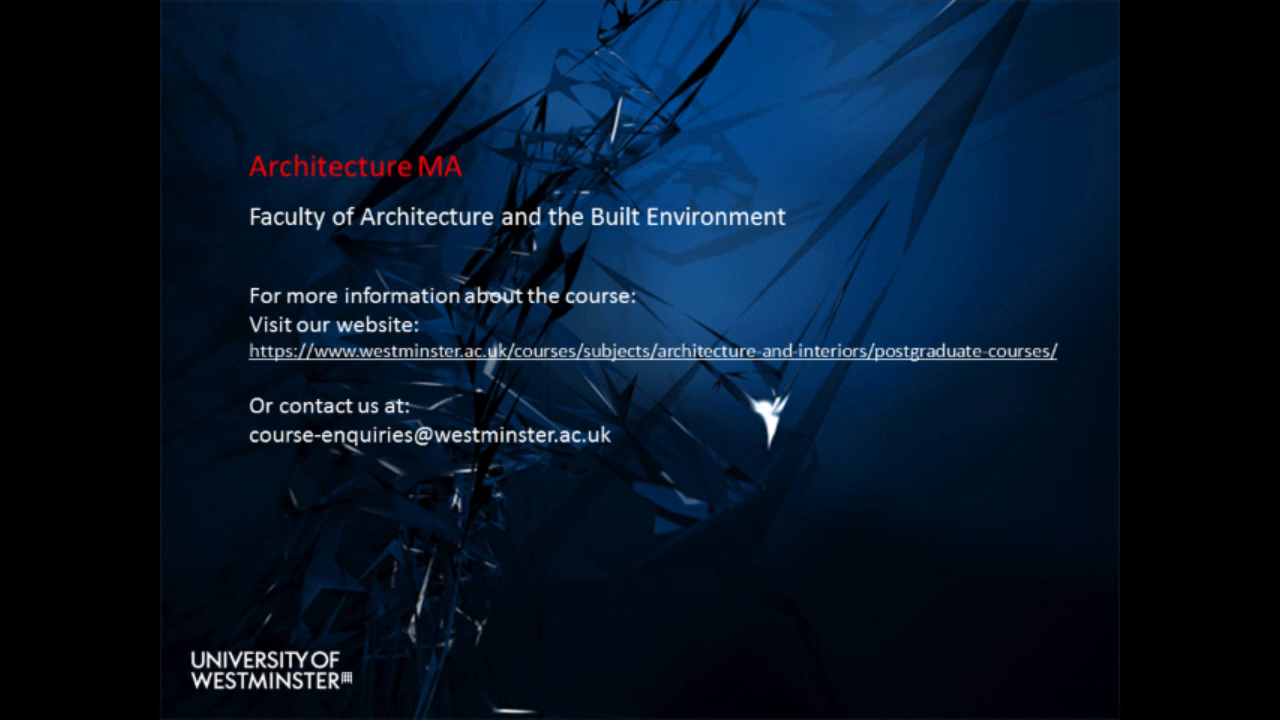 Architecture MA
Faculty of Architecture and the Built Environment
For more information about the course:
Visit our website:
https://www.westminster.ac.uk/courses/subjects/architecture-and-interiors/postgraduate-courses/
Or contact us at:
course-enquiries@westminster.ac.uk
UNIVERSITY OF
WESTMINSTER